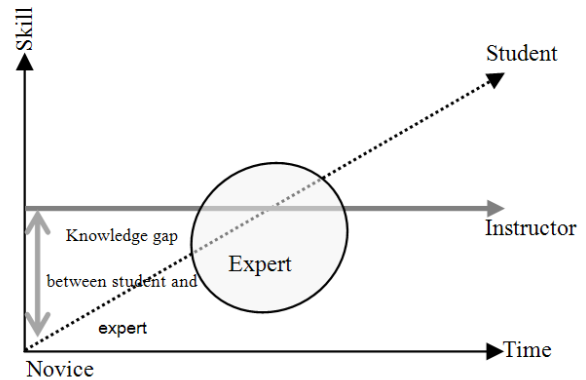 Skill
Student
Knowledge gap
Instructor
Expert
between student and
expert
Time
Novice